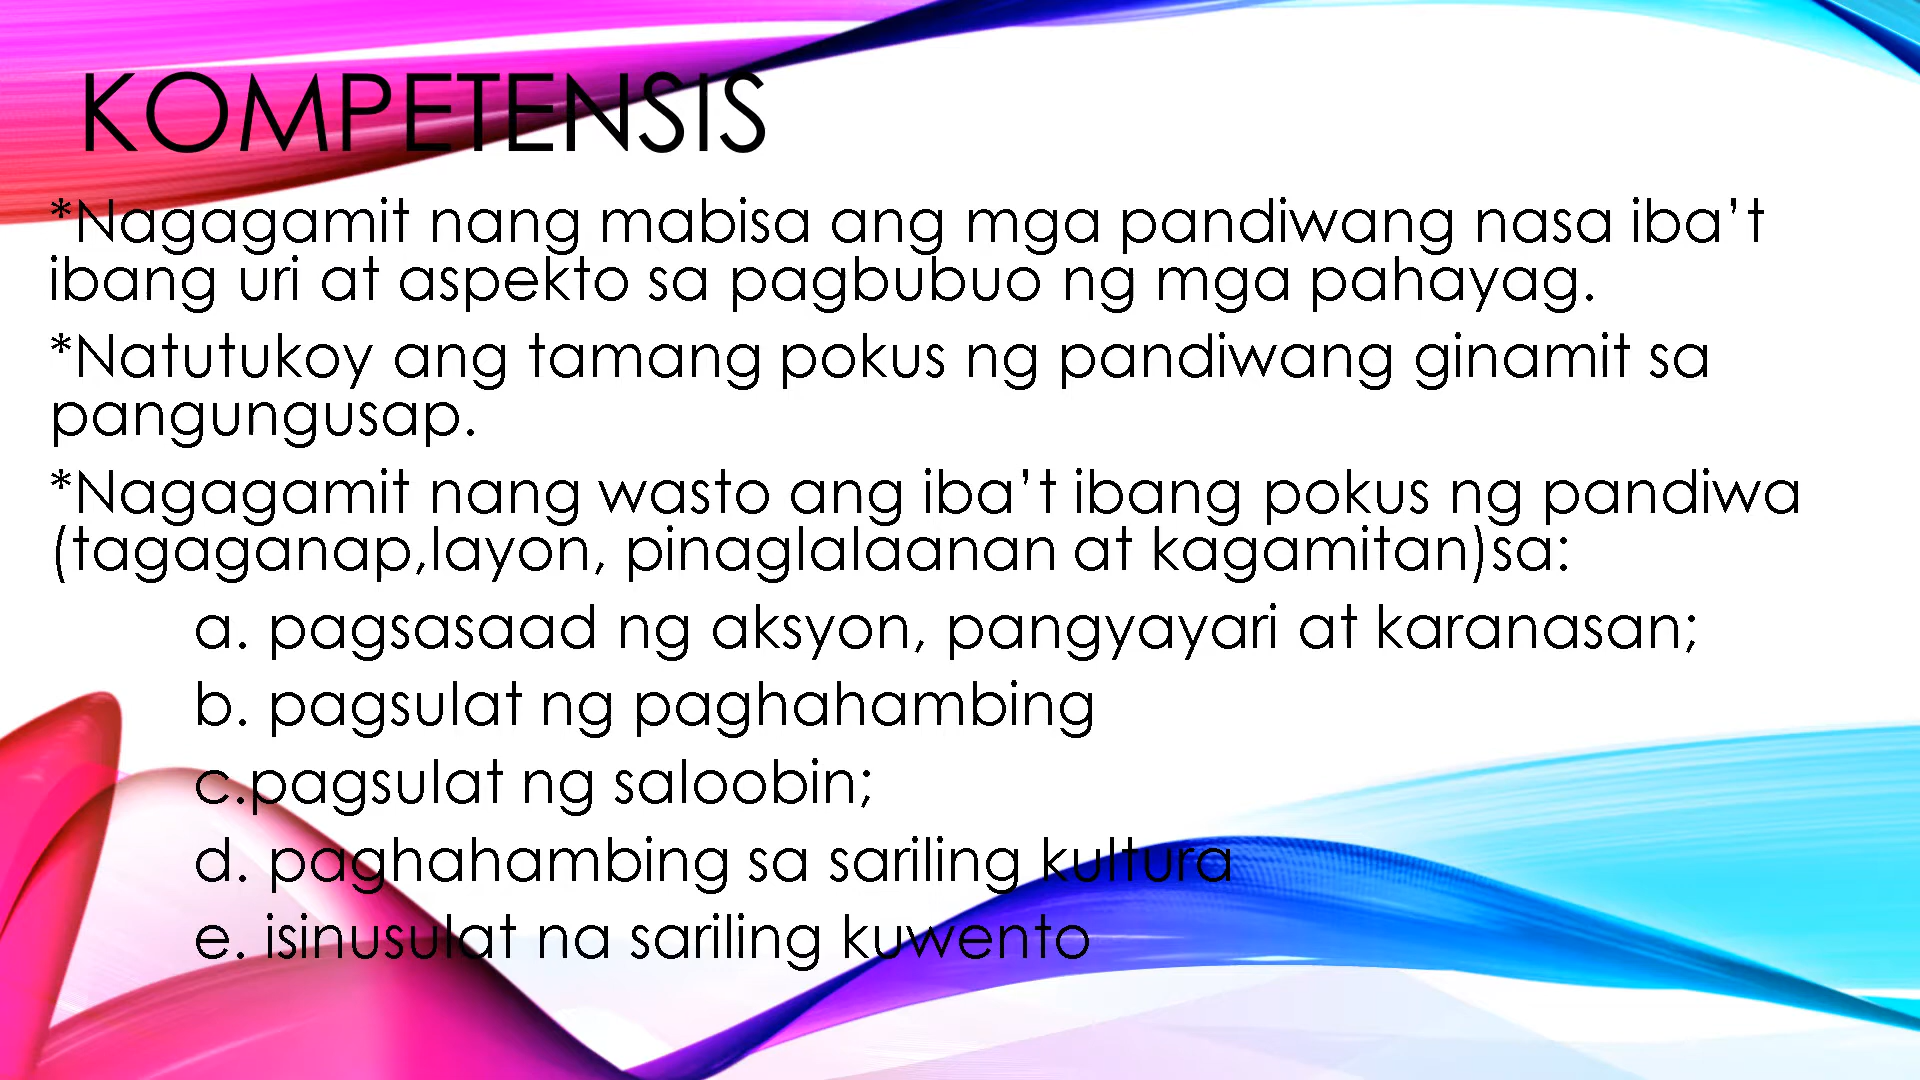 KOMPETENSIS
*Nagagamit nang mabisa ang mga pandiwang nasa iba’t
ibang uri at aspekto sa pagbubuo ng mga pahayag.
*Natutukoy ang tamang pokus ng pandiwang ginamit sa
pangungusap.
*Nagagamit nang wasto ang iba’t ibang pokus ng pandiwa
(tagaganap,layon, pinaglalaanan at kagamitan)sa:
a. pagsasaad ng aksyon, pangyayari at karanasan;
b. pagsulat ng paghahambing
c.pagsulat ng saloobin;
d. paghahambing sa sariling kultura
e. isinusulat na sariling kuwento